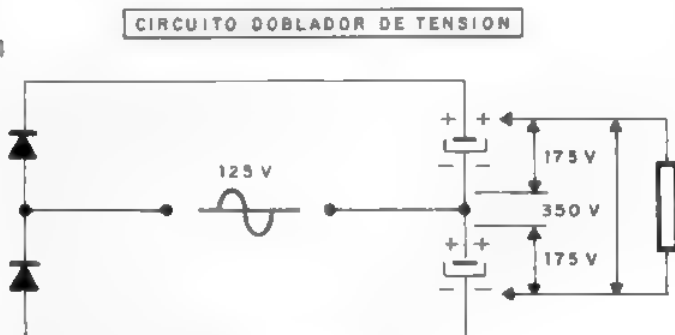 CIRCUITO DOBLADOR DE TENSION
+ +
175 V
125 V
- -
350 V
+ +
175 V
- -